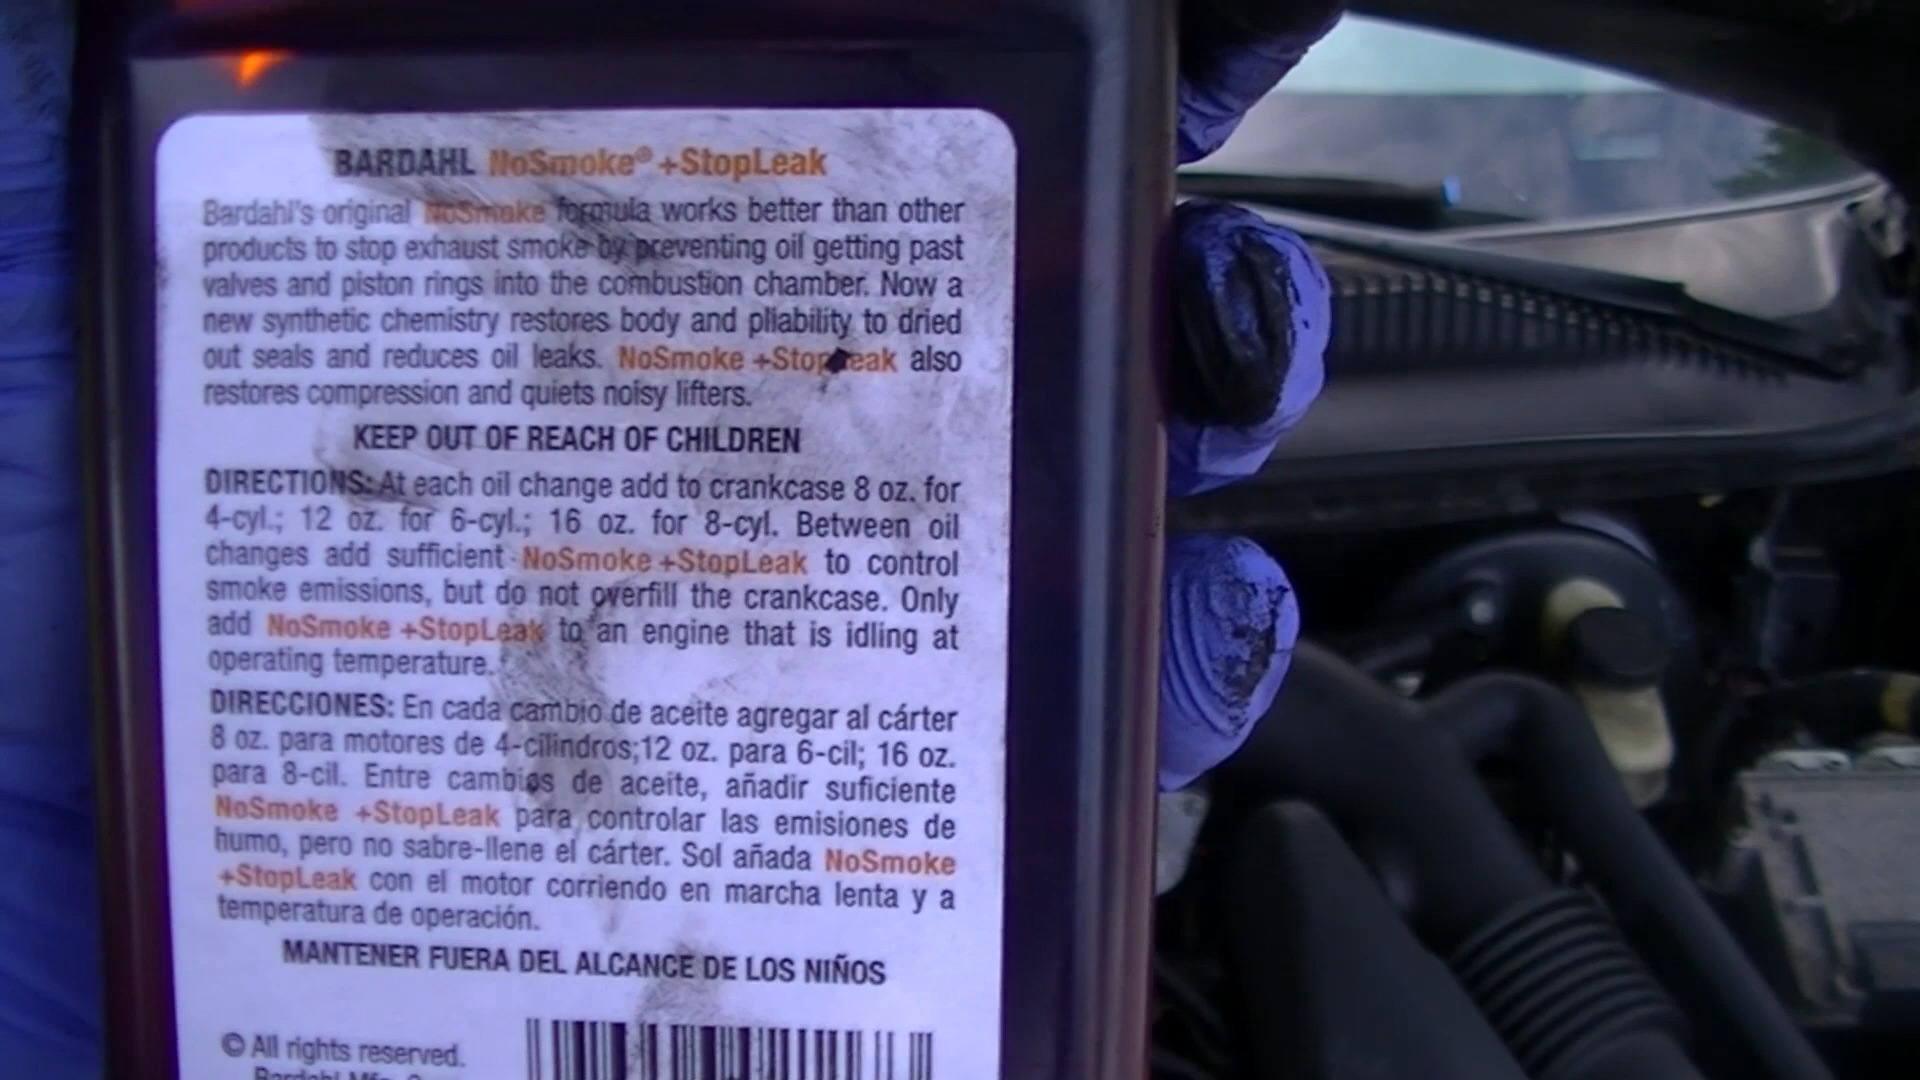 BARDAHL NoSmoke® +StopLeak
Bardahl's original NoSmoke formula works better than other
products to stop exhaust smoke by preventing oil getting past
valves and piston rings into the combustion chamber. Now a
new synthetic chemistry restores body and pliability to dried
out seals and reduces oil leaks. NoSmoke +StopLeak also
restores compression and quiets noisy lifters.
KEEP OUT OF REACH OF CHILDREN
DIRECTIONS: At each oil change add to crankcase 8 oz. for
4-cyl.; 12 oz. for 6-cyl.; 16 oz. for 8-cyl. Between oil
changes add sufficient NoSmoke +StopLeak to control
smoke emissions, but do not overfill the crankcase. Only
add NoSmoke +StopLeak to an engine that is idling at
operating temperature.
DIRECCIONES: En cada cambio de aceite agregar al cárter
8 oz. para motores de 4-cilindros;12 oz. para 6-cil; 16 oz.
para 8-cil. Entre cambios de aceite, añadir suficiente
NoSmoke +StopLeak para controlar las emisiones de
humo, pero no sabre-llene el cárter. Sol añada NoSmoke
+StopLeak con el motor corriendo en marcha lenta y a
temperatura de operación.
MANTENER FUERA DEL ALCANCE DE LOS NIÑOS
© All rights reserved.
Bardahl Mfg.